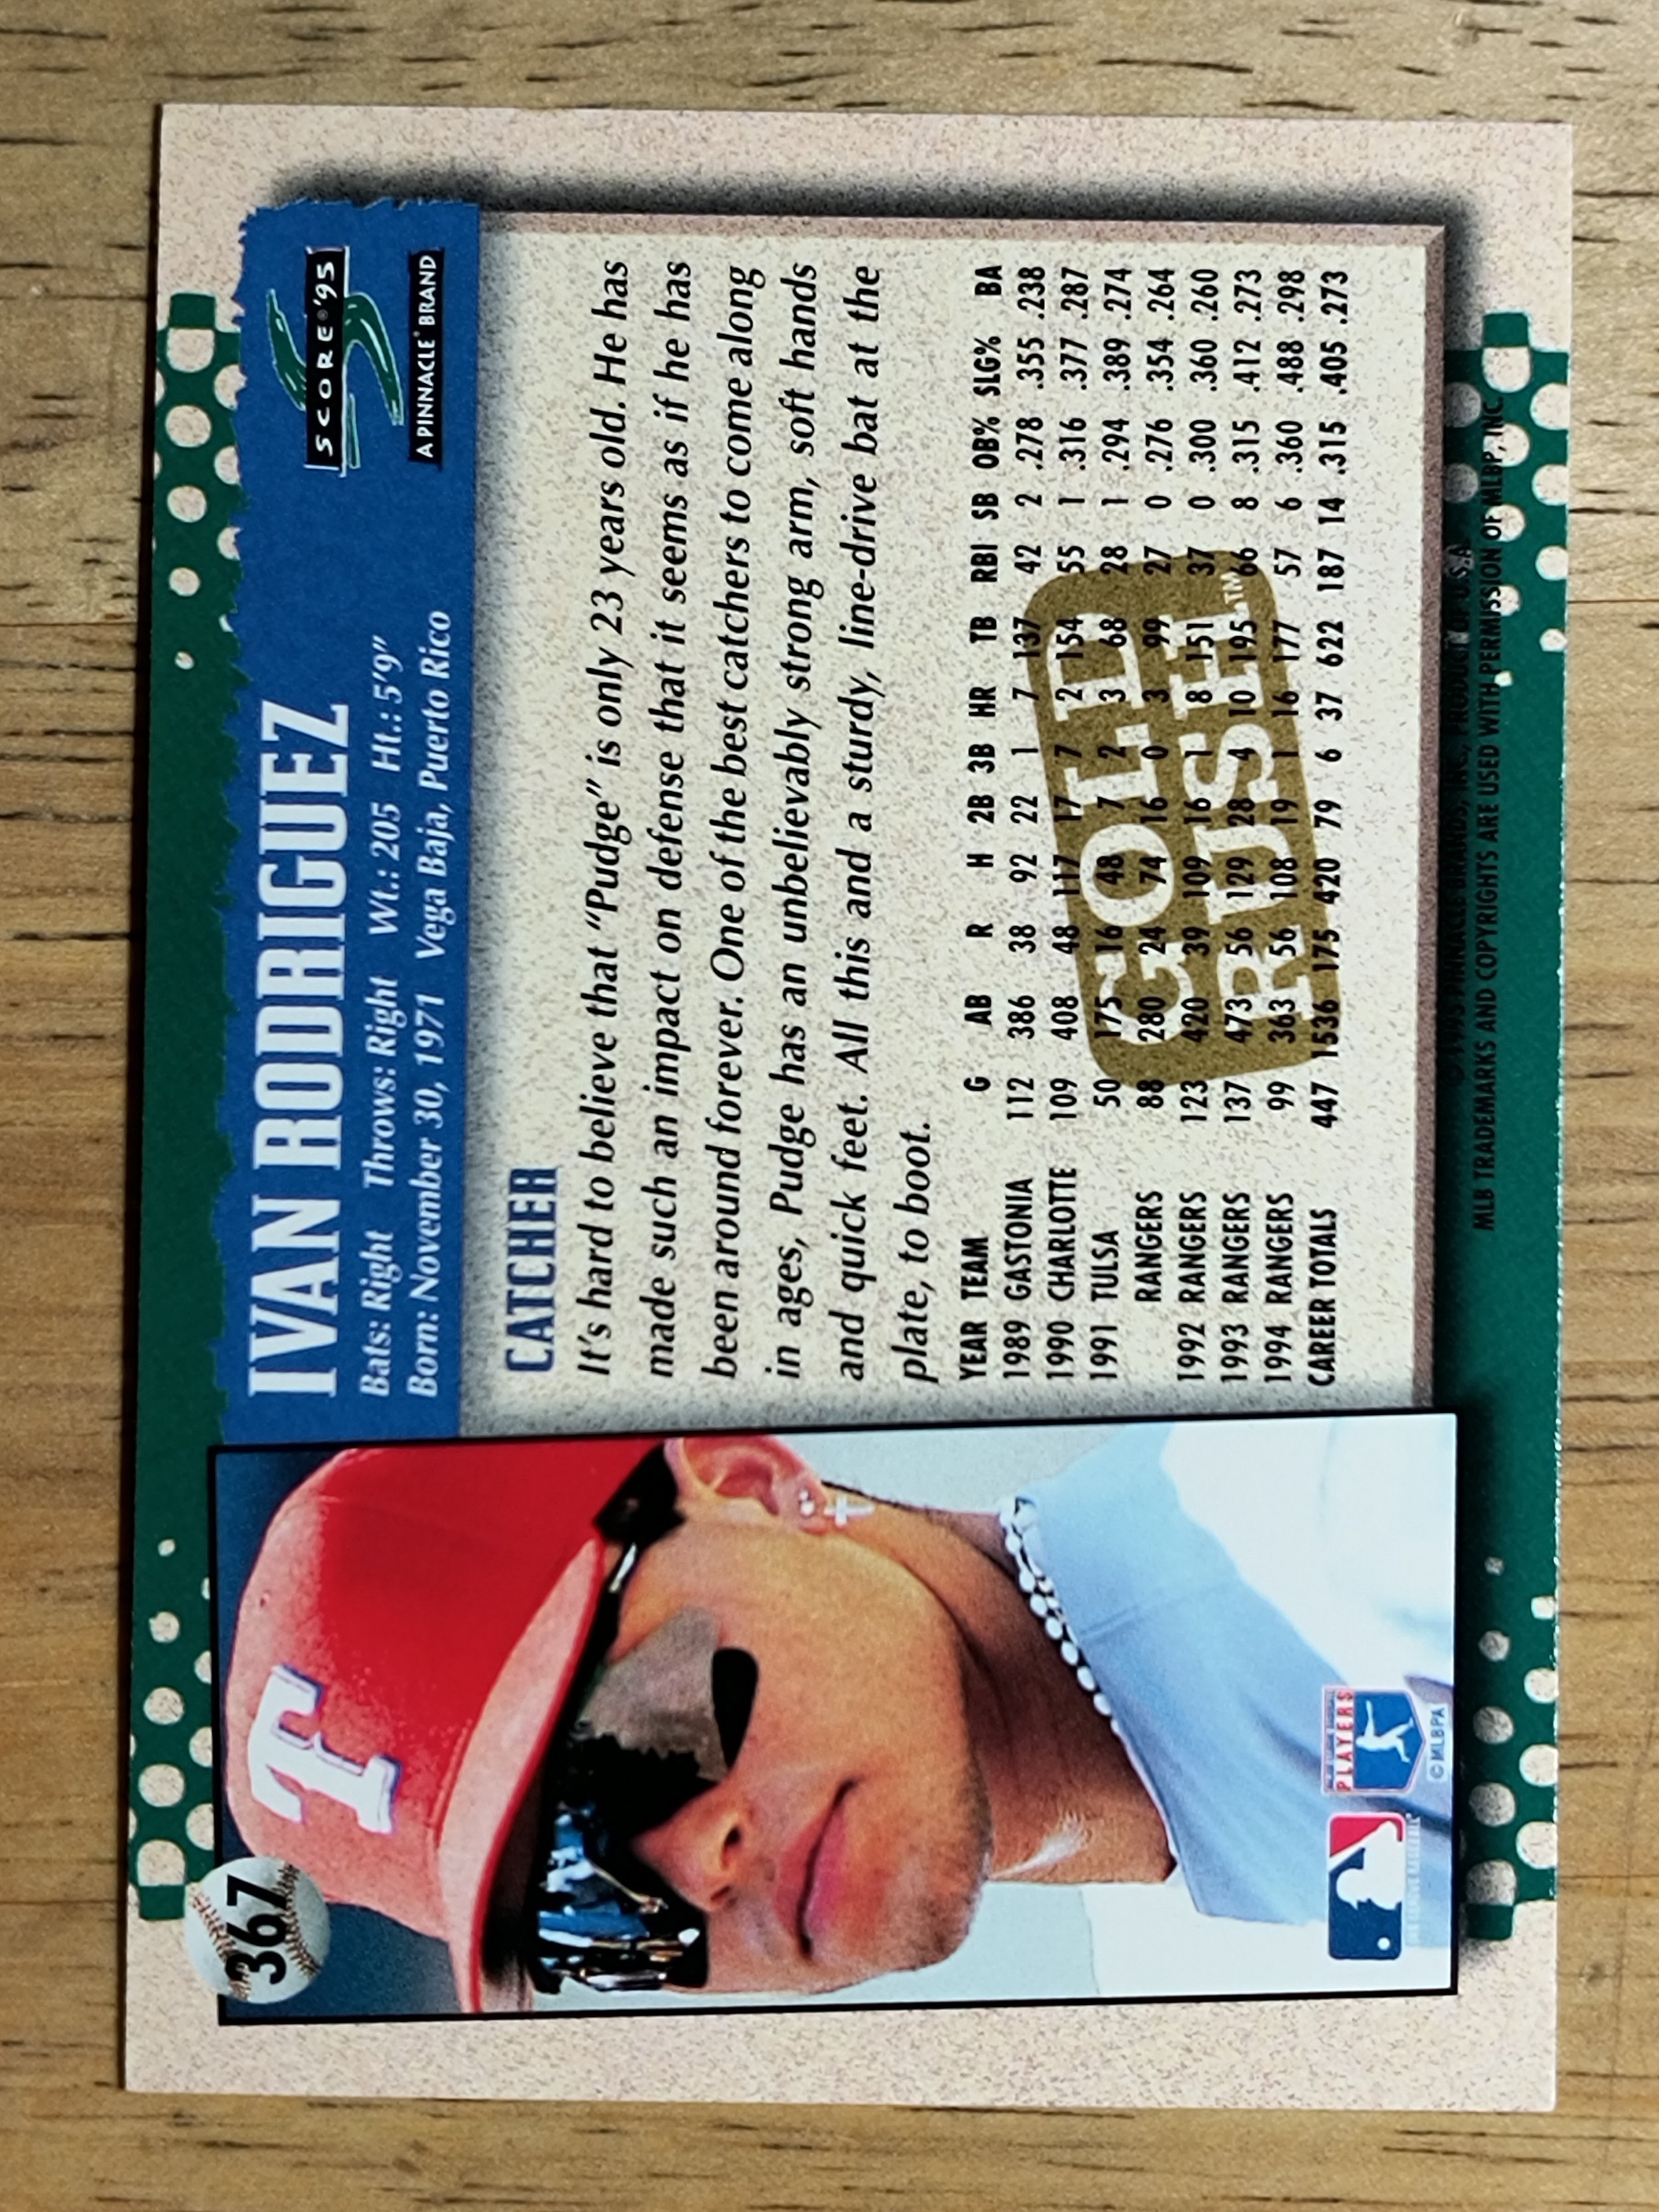 367
IVAN RODRIGUEZ
Bats: Right Throws: Right Wt.: 205 Ht.: 5'9"
Born: November 30, 1971 Vega Baja, Puerto Rico
SCORE®'95
A PINNACLE® BRAND
CATCHER
It's hard to believe that "Pudge" is only 23 years old. He has
made such an impact on defense that it seems as if he has
been around forever. One of the best catchers to come along
in ages, Pudge has an unbelievably strong arm, soft hands
and quick feet. All this and a sturdy, line-drive bat at the
plate, to boot.
YEAR TEAM G AB R H 2B 3B HR TB RBI SB OB% SLG% BA
1989 GASTONIA 112 386 38 92 22 1 7 137 42 2 .278 .355 .238
1990 CHARLOTTE 109 408 48 117 17 7 2 154 55 1 .316 .377 .287
1991 TULSA 50 175 16 48 7 2 3 68 28 1 .294 .389 .274
RANGERS 88 280 24 74 16 0 3 99 27 0 .276 .354 .264
1992 RANGERS 123 420 39 109 16 1 8 151 37 0 .300 .360 .260
1993 RANGERS 137 473 56 129 28 4 10 195 66 8 .315 .412 .273
1994 RANGERS 99 363 56 108 19 1 16 177 57 6 .360 .488 .298
CAREER TOTALS 447 1536 175 420 79 6 37 622 187 14 .315 .405 .273
GOLD
RUSH™
T
PLAYERS
© MLBPA
© 1995 PINNACLE BRANDS, INC. PRODUCT OF U.S.A.
MLB TRADEMARKS AND COPYRIGHTS ARE USED WITH PERMISSION OF MLBP, INC.